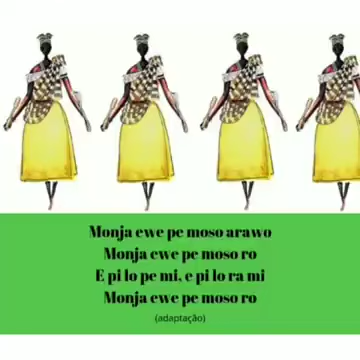 Monja ewe pe moso arawo
Monja ewe pe moso ro
E pi lo pe mi, e pi lo ra mi
Monja ewe pe moso ro
(adaptação)